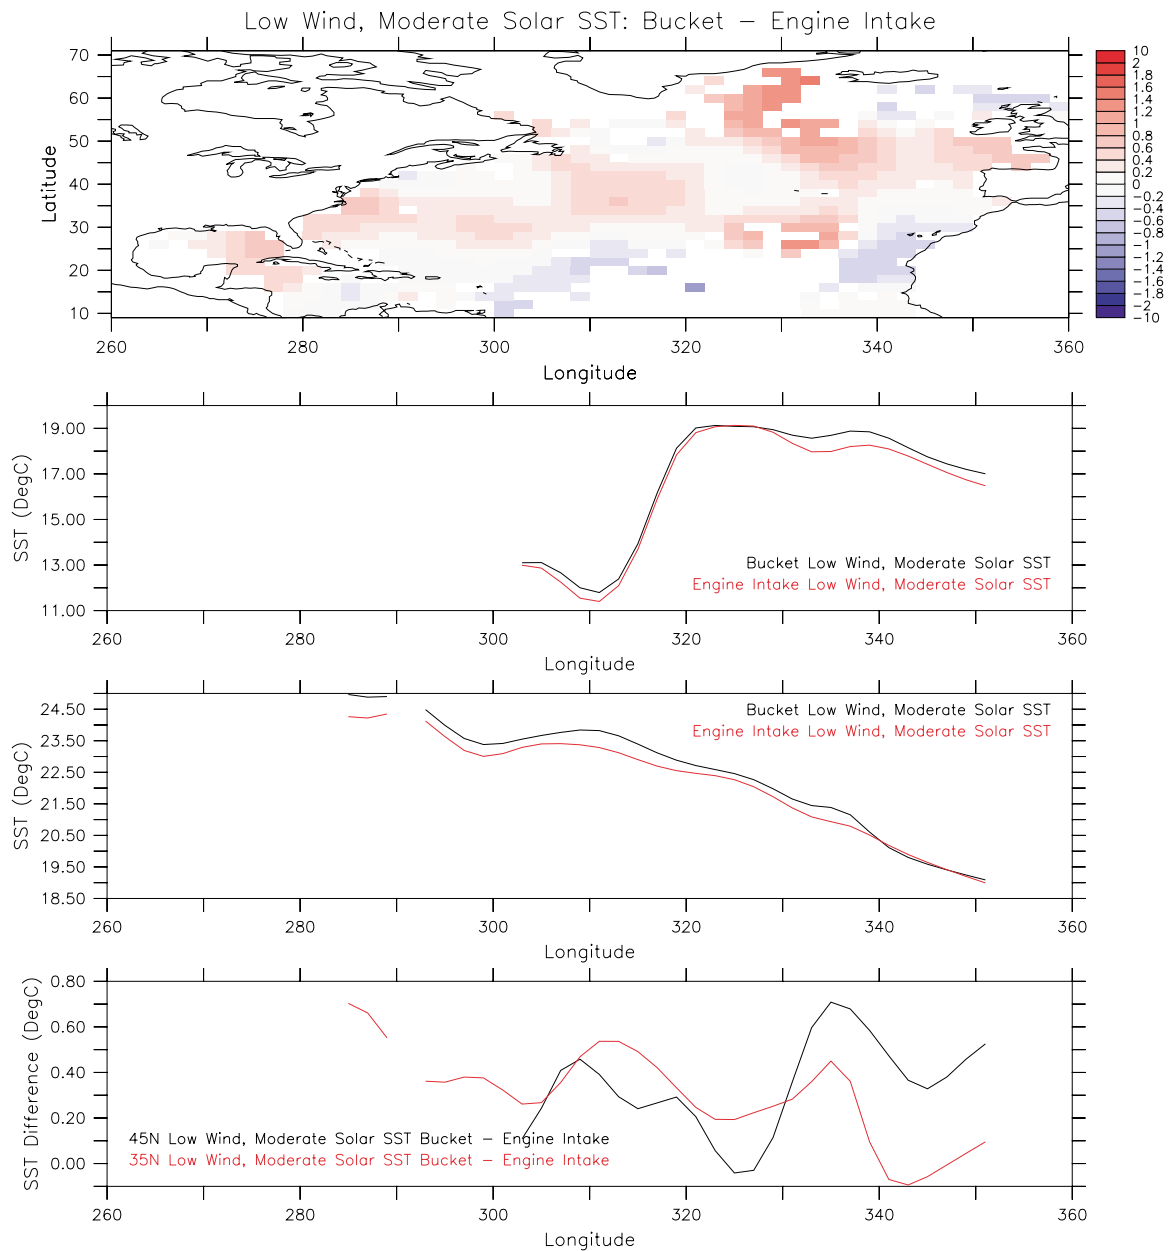 Low Wind, Moderate Solar SST: Bucket − Engine Intake
70
60
50
40
30
20
10
Latitude
260 280 300 320 340 360
Longitude
10
2
1.8
1.6
1.4
1.2
1
0.8
0.6
0.4
0.2
0
−0.2
−0.4
−0.6
−0.8
−1
−1.2
−1.4
−1.6
−1.8
−2
−10
19.00
17.00
15.00
13.00
11.00
SST (DegC)
Bucket Low Wind, Moderate Solar SST
Engine Intake Low Wind, Moderate Solar SST
260 280 300 320 340 360
Longitude
24.50
23.50
22.50
21.50
20.50
19.50
18.50
SST (DegC)
Bucket Low Wind, Moderate Solar SST
Engine Intake Low Wind, Moderate Solar SST
260 280 300 320 340 360
Longitude
0.80
0.60
0.40
0.20
0.00
SST Difference (DegC)
45N Low Wind, Moderate Solar SST Bucket − Engine Intake
35N Low Wind, Moderate Solar SST Bucket − Engine Intake
260 280 300 320 340 360
Longitude